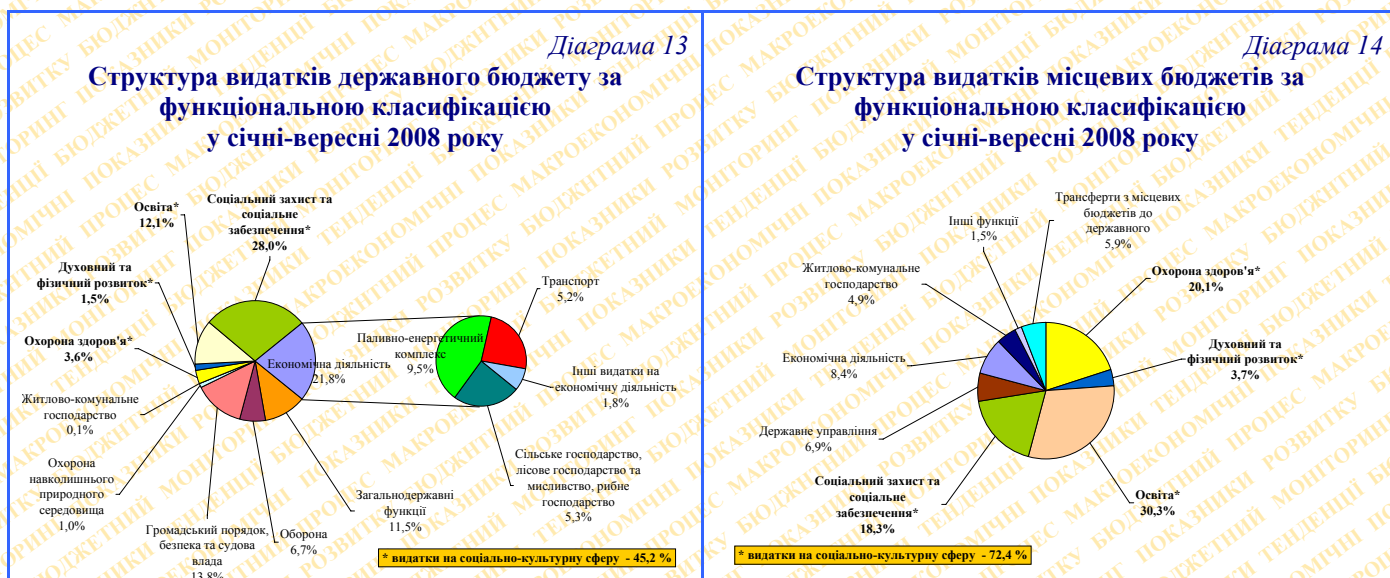 Діаграма 13
Структура видатків державного бюджету за
функціональною класифікацією
у січні-вересні 2008 року
Соціальний захист та
соціальне
забезпечення*
28,0%
Освіта*
12,1%
Духовний та
фізичний розвиток*
1,5%
Охорона здоров'я*
3,6%
Житлово-комунальне
господарство
0,1%
Охорона
навколишнього
природного
середовища
1,0%
Громадський порядок,
безпека та судова
влада
13,8%
Оборона
6,7%
Загальнодержавні
функції
11,5%
Економічна діяльність
21,8%
Паливно-енергетичний
комплекс
9,5%
Транспорт
5,2%
Інші видатки на
економічну діяльність
1,8%
Сільське господарство,
лісове господарство та
мисливство, рибне
господарство
5,3%
* видатки на соціально-культурну сферу - 45,2 %
Діаграма 14
Структура видатків місцевих бюджетів за
функціональною класифікацією
у січні-вересні 2008 року
Трансферти з місцевих
бюджетів до
державного
5,9%
Інші функції
1,5%
Житлово-комунальне
господарство
4,9%
Економічна діяльність
8,4%
Державне управління
6,9%
Соціальний захист та
соціальне
забезпечення*
18,3%
Охорона здоров'я*
20,1%
Духовний та
фізичний розвиток*
3,7%
Освіта*
30,3%
* видатки на соціально-культурну сферу - 72,4 %